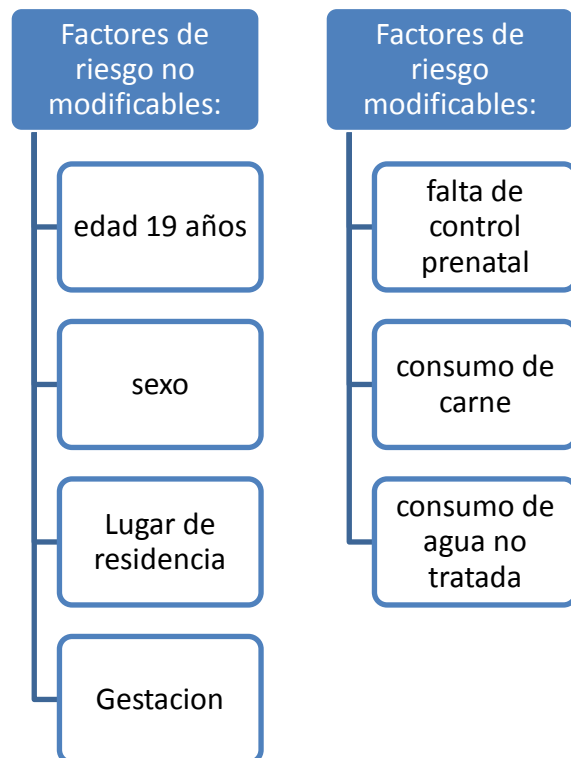 Factores de
riesgo no
modificables:
edad 19 años
sexo
Lugar de
residencia
Gestacion
Factores de
riesgo
modificables:
falta de
control
prenatal
consumo de
carne
consumo de
agua no
tratada